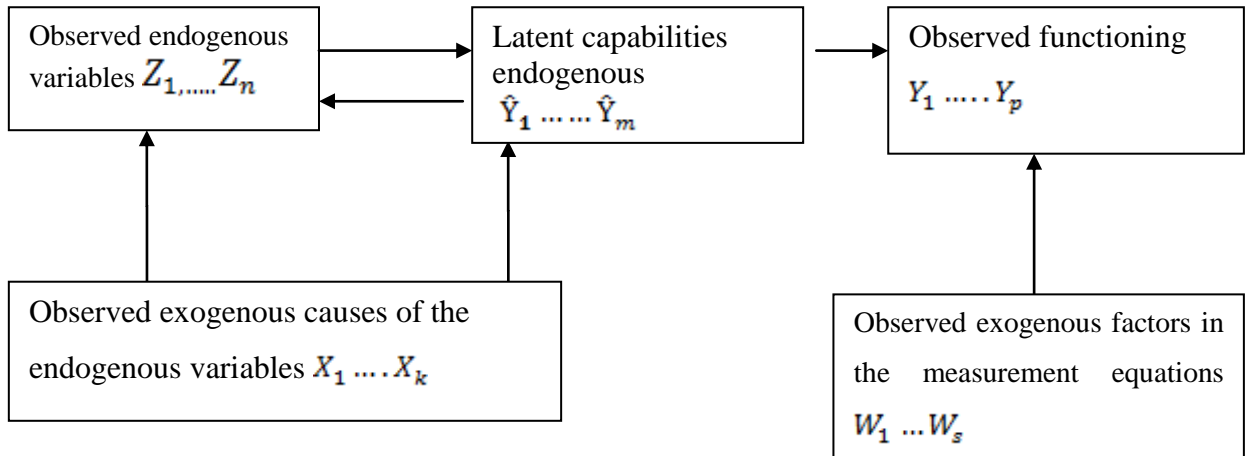 Observed endogenous
variables Z₁,..... Zₙ
Latent capabilities
endogenous
Ŷ₁ ... ... Ŷₘ
Observed functioning
Y₁ ..... Yₚ
Observed exogenous causes of the
endogenous variables X₁ .... Xₖ
Observed exogenous factors in
the measurement equations
W₁ ... Wₛ